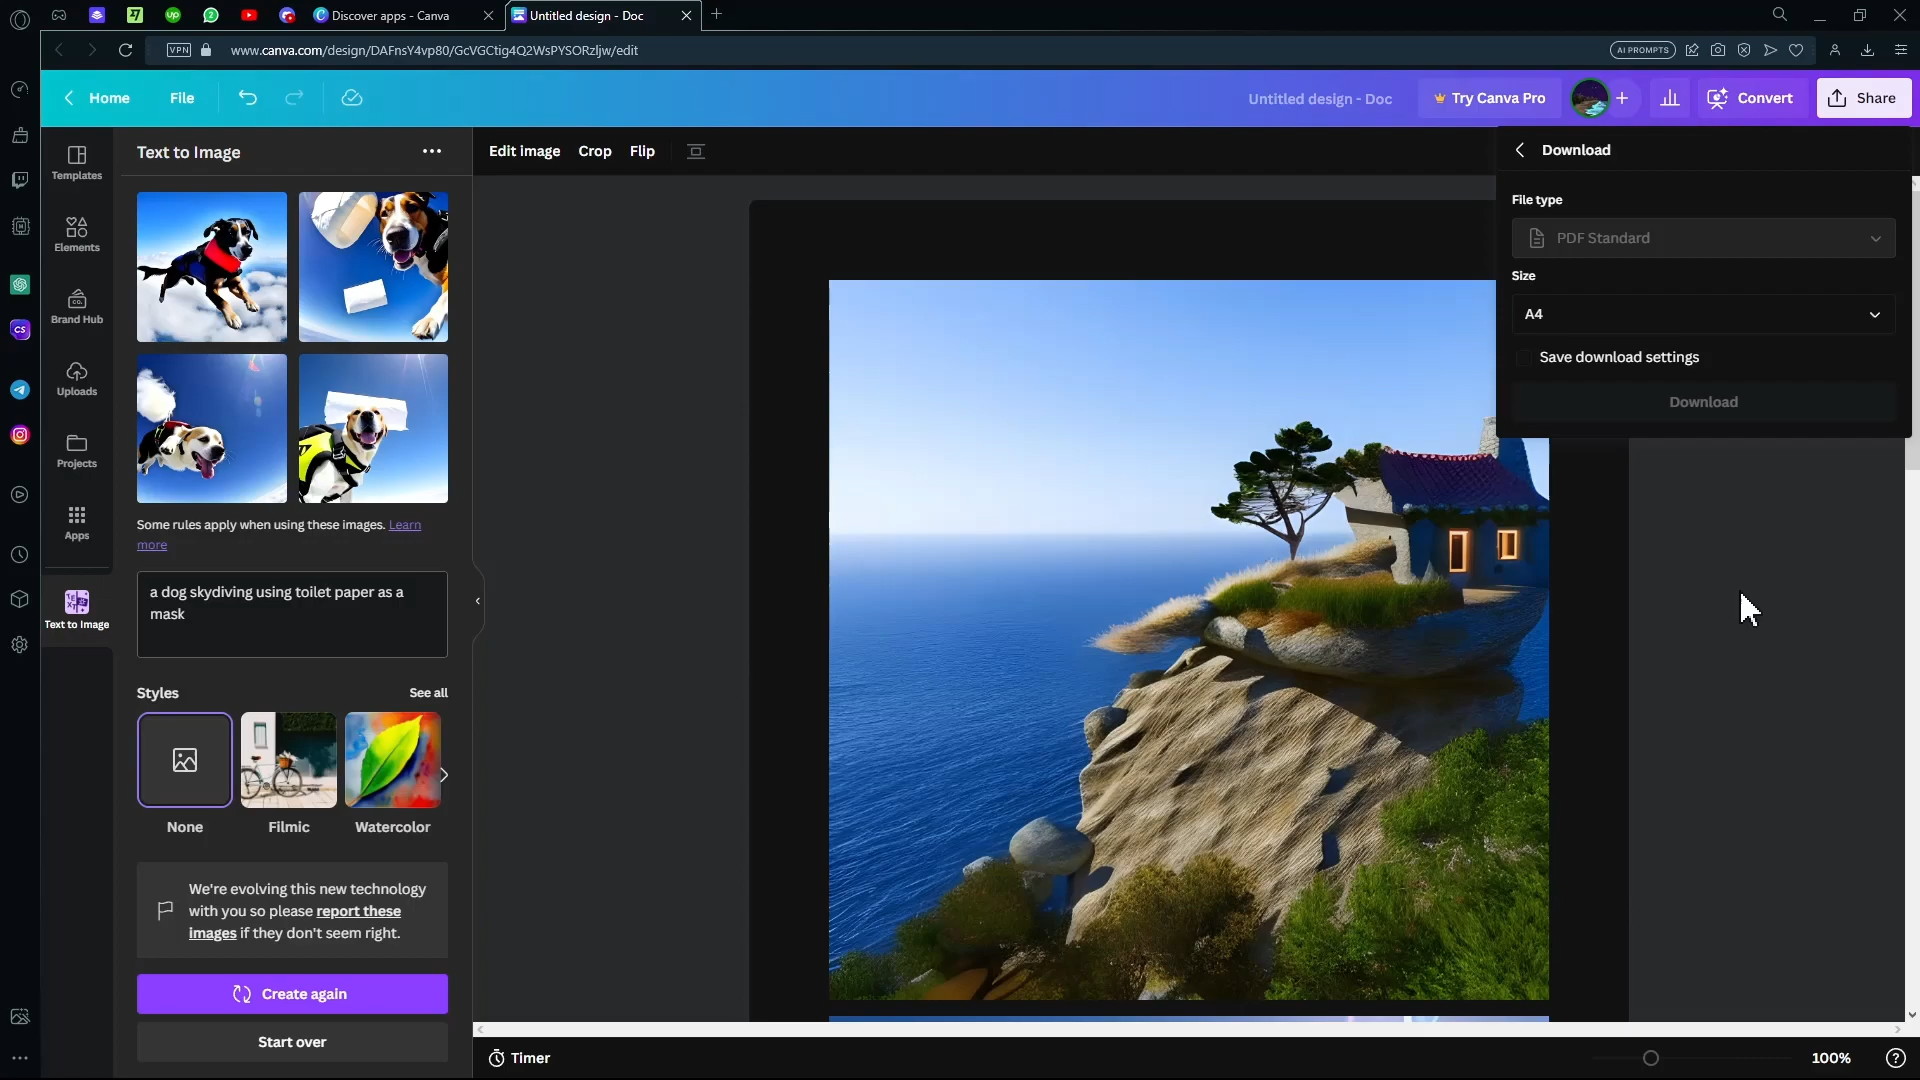 Discover apps - Canva
Untitled design - Doc
VPN
www.canva.com/design/DAFnsY4vp80/GcVGCtig4Q2WsPYSORzljw/edit
AI PROMPTS
Home
File
Untitled design - Doc
Try Canva Pro
Convert
Share
Templates
Elements
CO.
Brand Hub
Uploads
Projects
Apps
Text to Image
CS
up
Text to Image
Some rules apply when using these images. Learn
more
a dog skydiving using toilet paper as a
mask
Styles
See all
None
Filmic
Watercolor
We're evolving this new technology
with you so please report these
images if they don't seem right.
Create again
Start over
Edit image
Crop
Flip
Download
File type
PDF Standard
Size
A4
Save download settings
Download
Timer
100%